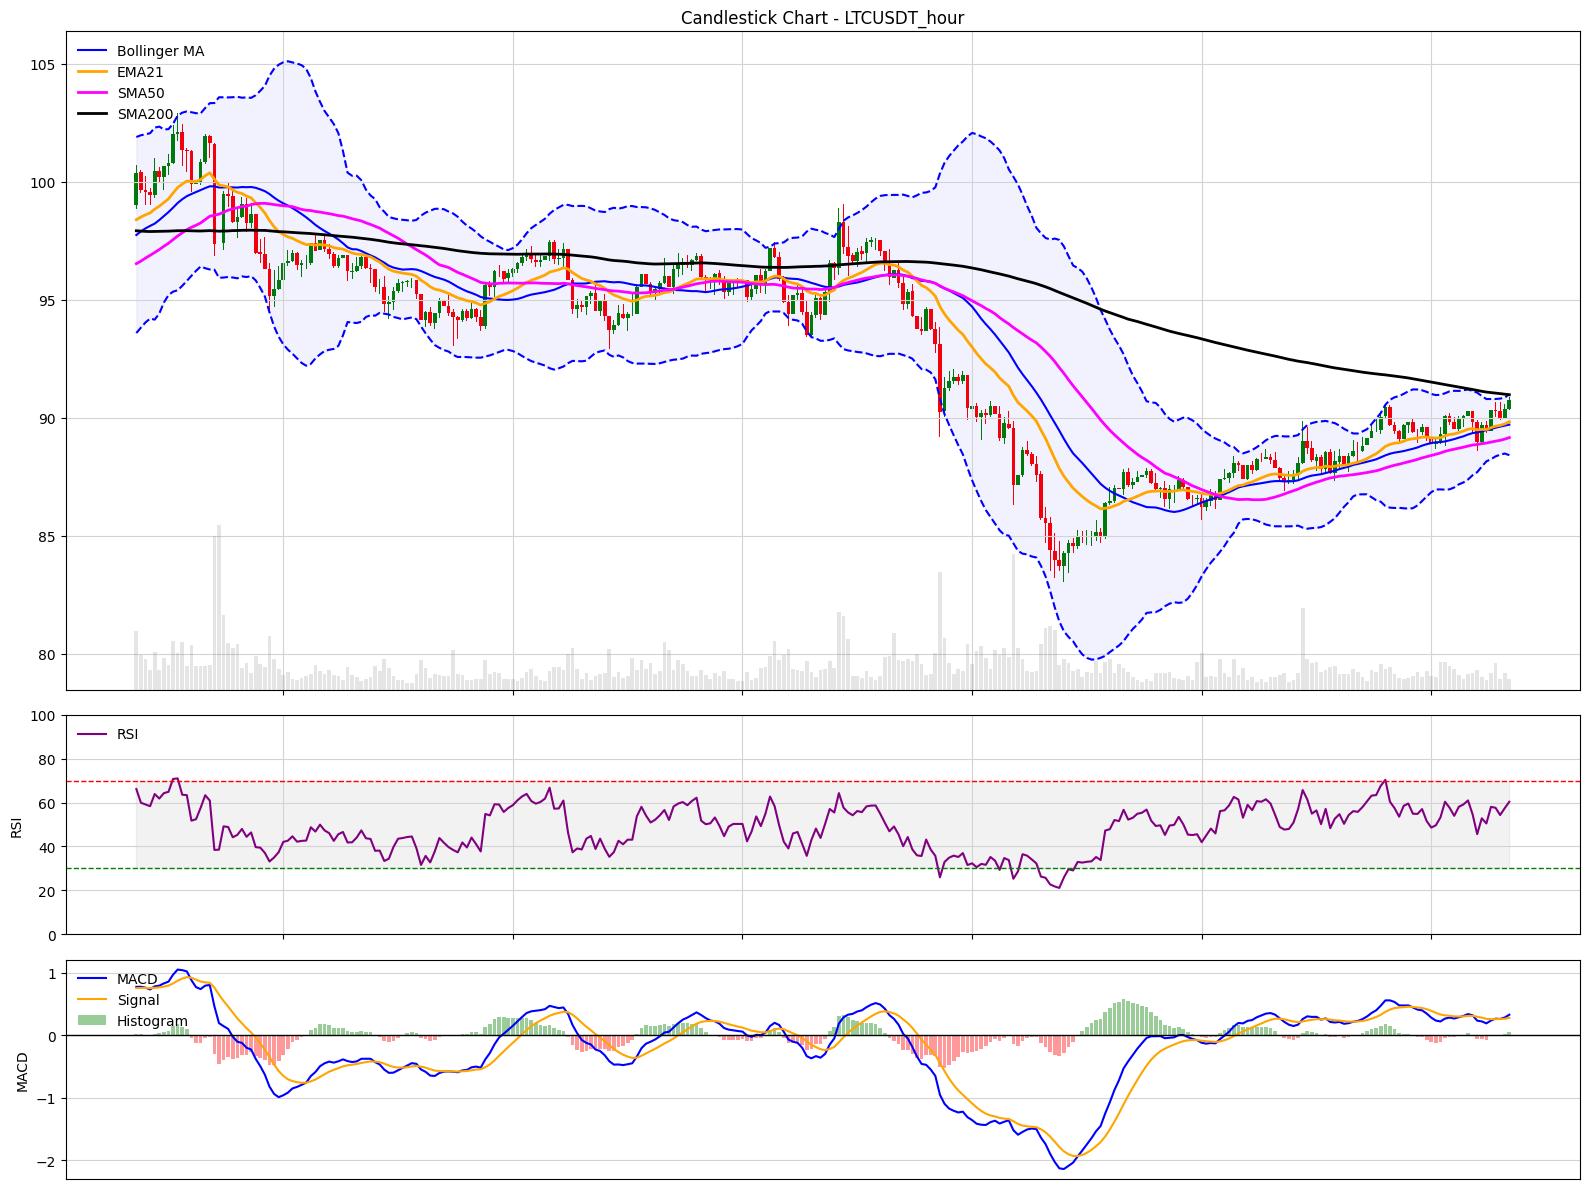 Candlestick Chart - LTCUSDT_hour
Bollinger MA
EMA21
SMA50
SMA200
105
100
95
90
85
80
RSI
100
80
60
40
20
0
RSI
MACD
Signal
Histogram
1
0
−1
−2
MACD